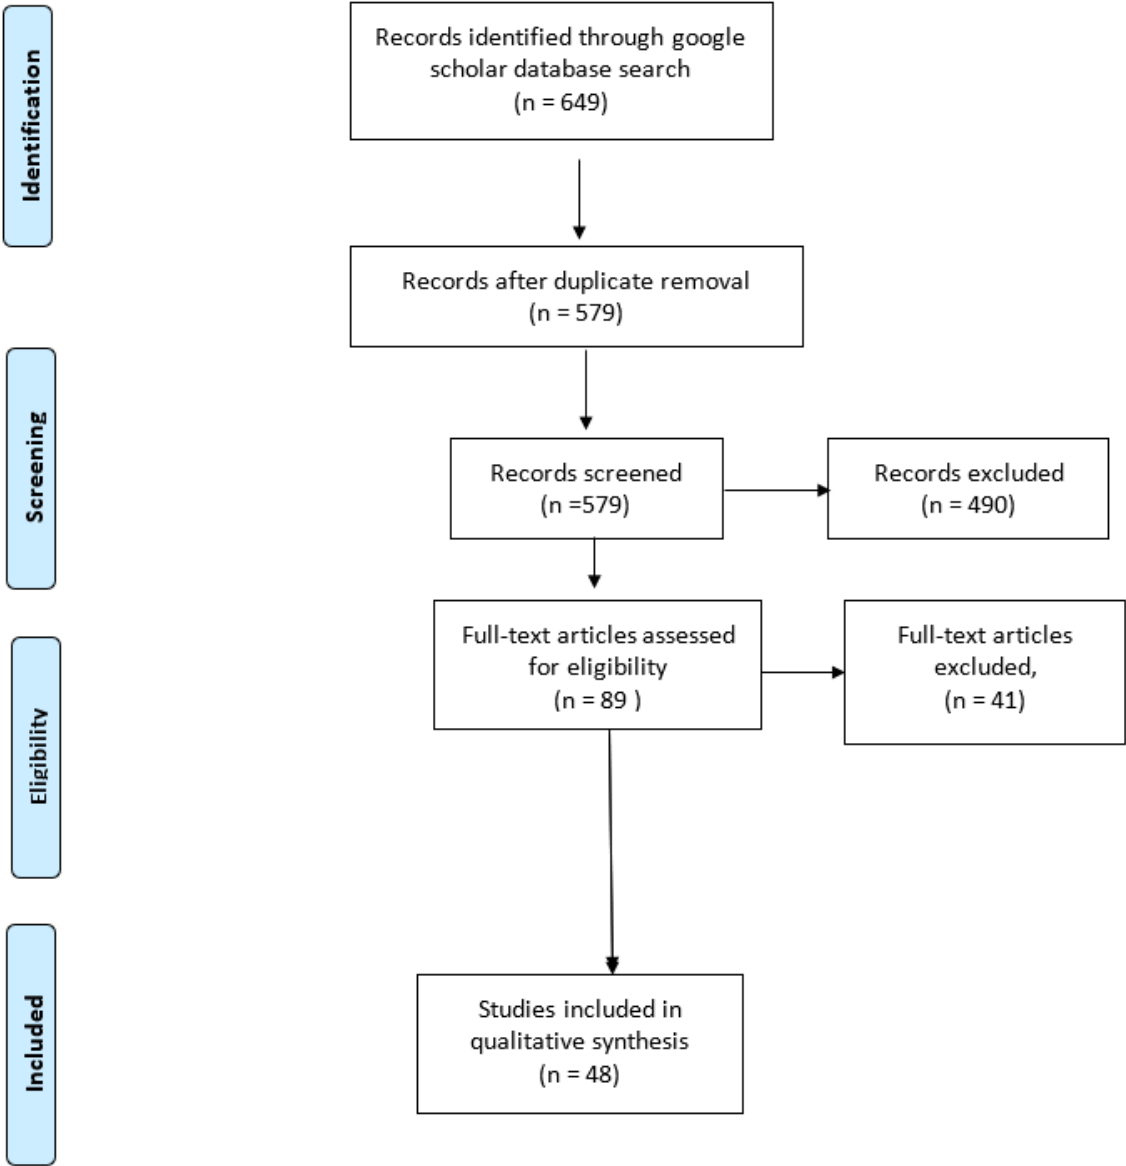 Identification
Records identified through google
scholar database search
(n = 649)
Records after duplicate removal
(n = 579)
Screening
Records screened
(n =579)
Records excluded
(n = 490)
Eligibility
Full-text articles assessed
for eligibility
(n = 89 )
Full-text articles
excluded,
(n = 41)
Included
Studies included in
qualitative synthesis
(n = 48)